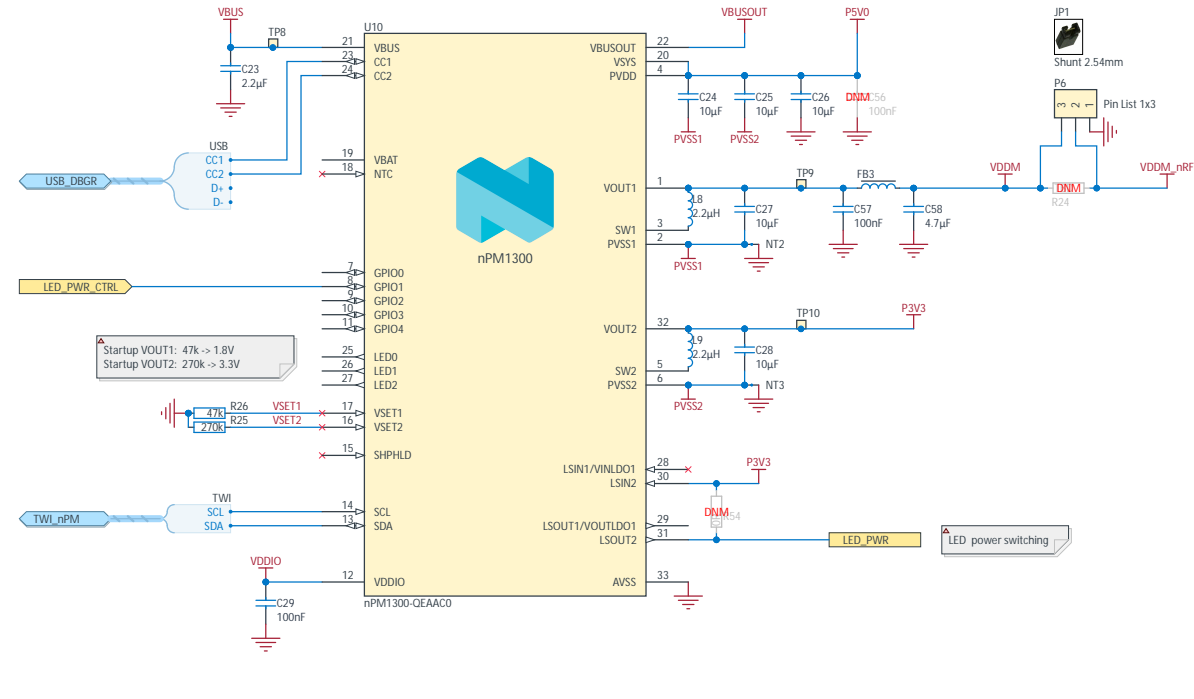 VBUS
TP8
C23
2.2µF
USB
CC1
CC2
D+
D-
USB_DBGR
LED_PWR_CTRL
Startup VOUT1: 47k -> 1.8V
Startup VOUT2: 270k -> 3.3V
R26
47k
VSET1
R25
270k
VSET2
TWI
SCL
SDA
TWI_nPM
VDDIO
C29
100nF
U10
21 VBUS
23 CC1
24 CC2
19 VBAT
18 NTC
7 GPIO0
8 GPIO1
9 GPIO2
10 GPIO3
11 GPIO4
25 LED0
26 LED1
27 LED2
17 VSET1
16 VSET2
15 SHPHLD
14 SCL
13 SDA
12 VDDIO
nPM1300
nPM1300-QEAAC0
VBUSOUT 22
VSYS 20
PVDD 4
VOUT1 1
SW1 3
PVSS1 2
VOUT2 32
SW2 5
PVSS2 6
LSIN1/VINLDO1 28
LSIN2 30
LSOUT1/VOUTLDO1 29
LSOUT2 31
AVSS 33
VBUSOUT
P5V0
C24
10µF
PVSS1
C25
10µF
PVSS2
C26
10µF
DNM
C56
100nF
JP1
Shunt 2.54mm
P6
3 2 1
Pin List 1x3
L8
2.2µH
PVSS1
C27
10µF
NT2
TP9
C57
100nF
FB3
C58
4.7µF
VDDM
DNM
R24
VDDM_nRF
L9
2.2µH
PVSS2
C28
10µF
NT3
TP10
P3V3
P3V3
DNM
R54
LED_PWR
LED power switching